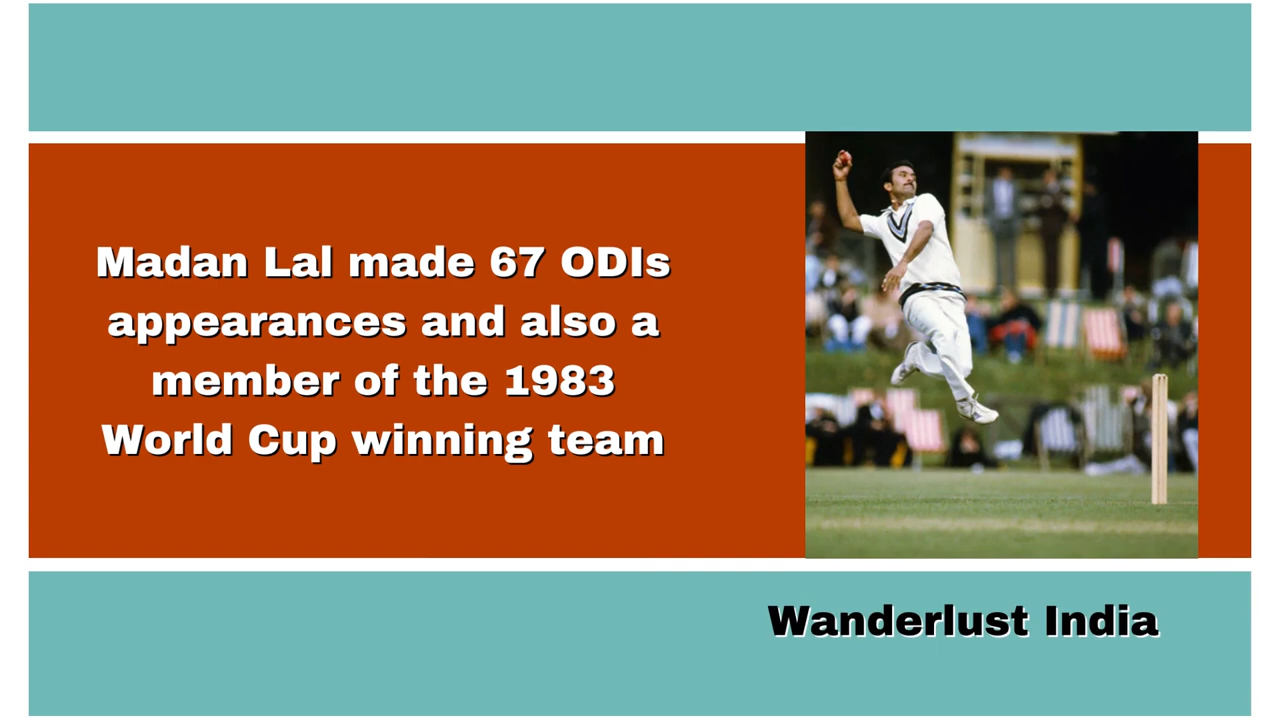 Madan Lal made 67 ODIs
appearances and also a
member of the 1983
World Cup winning team
Wanderlust India